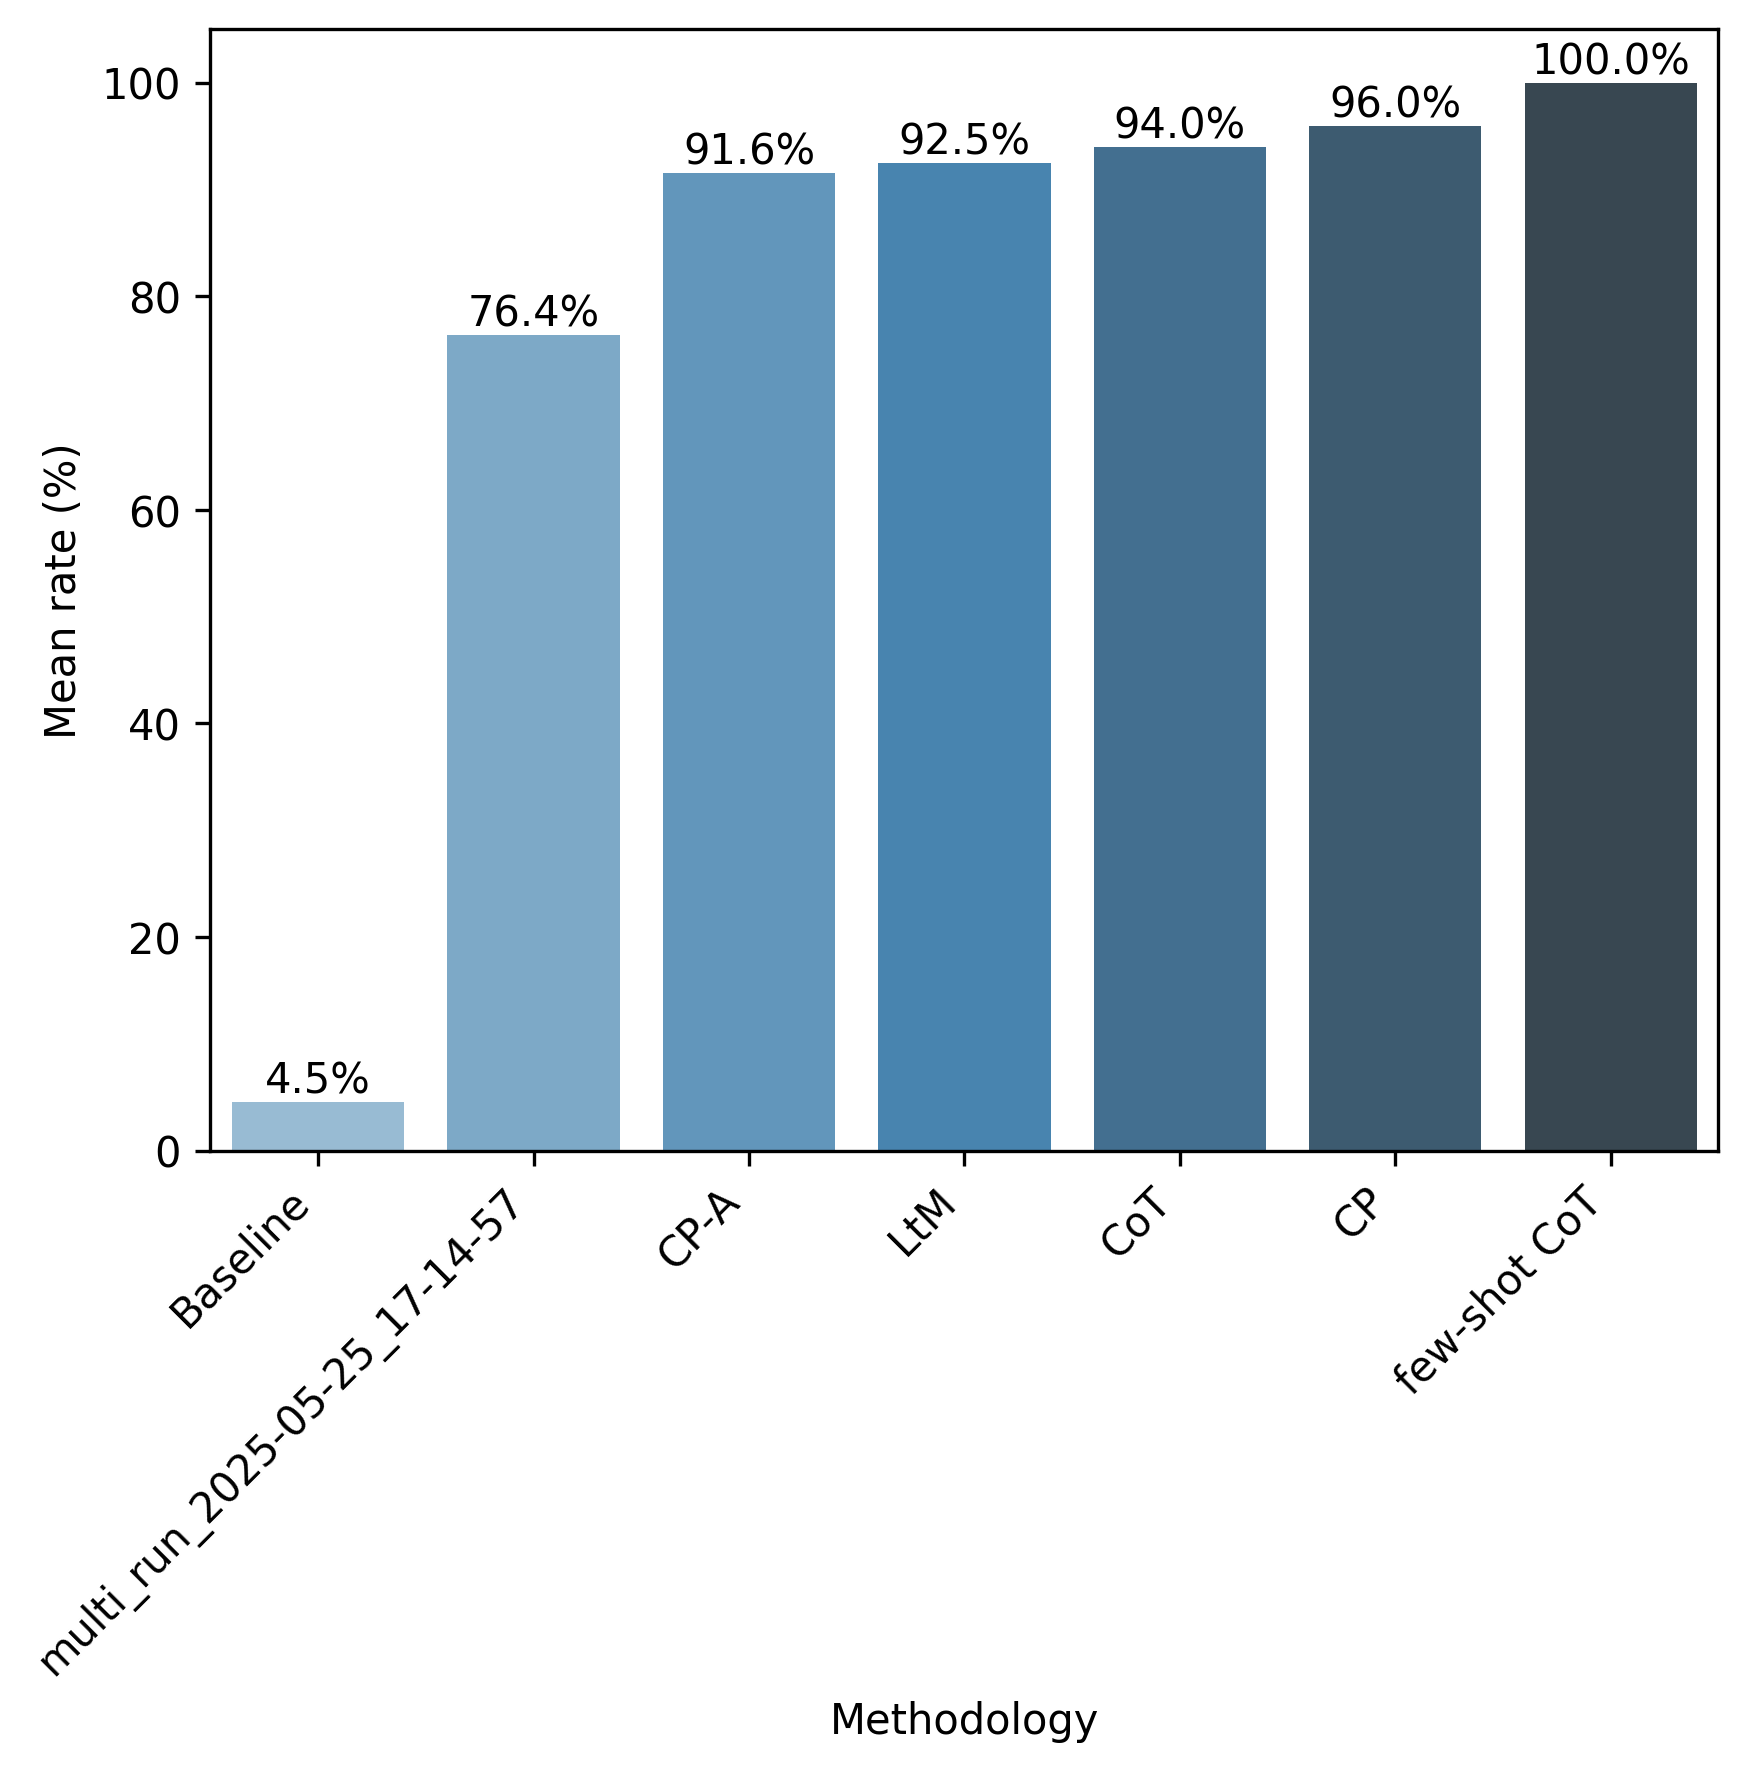 100.0%
96.0%
94.0%
92.5%
91.6%
76.4%
4.5%
100
80
60
40
20
0
Mean rate (%)
Baseline
multi_run_2025-05-25_17-14-57
CP-A
LtM
CoT
CP
few-shot CoT
Methodology